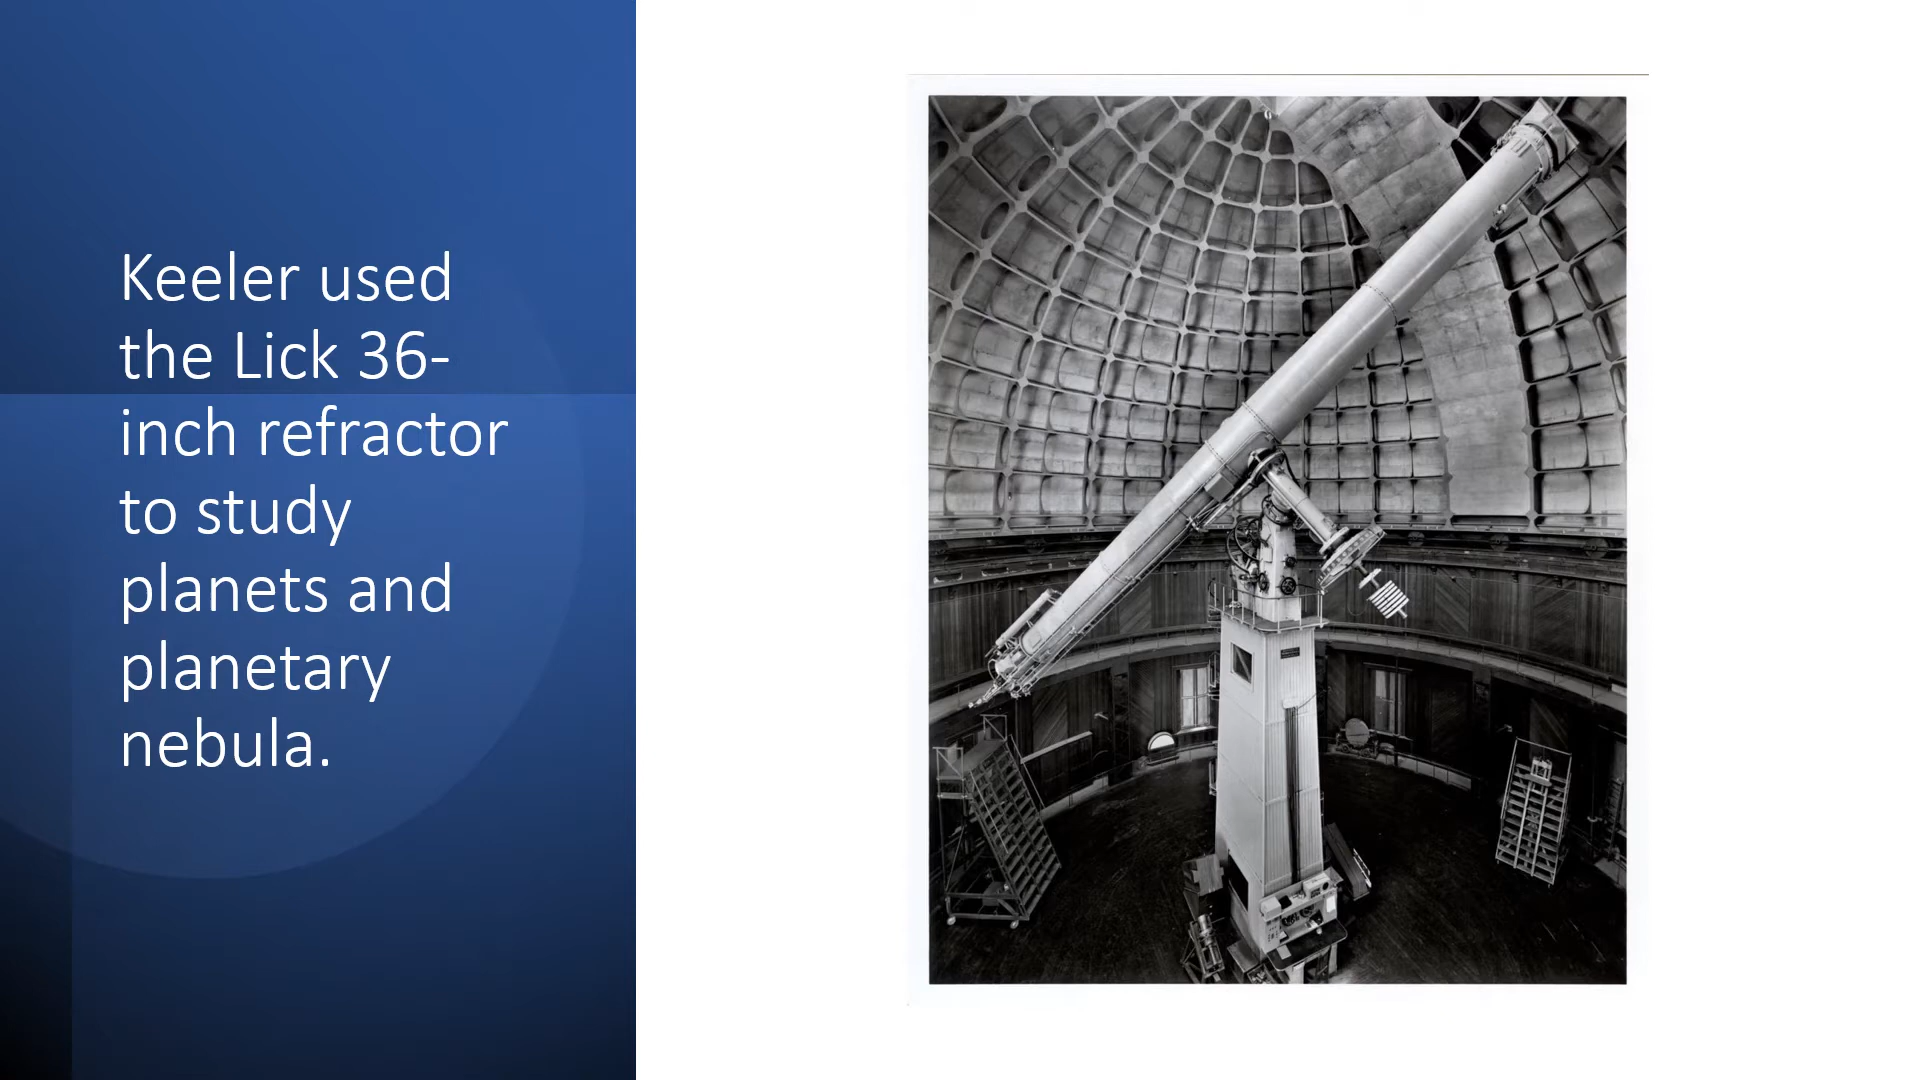 Keeler used
the Lick 36-
inch refractor
to study
planets and
planetary
nebula.